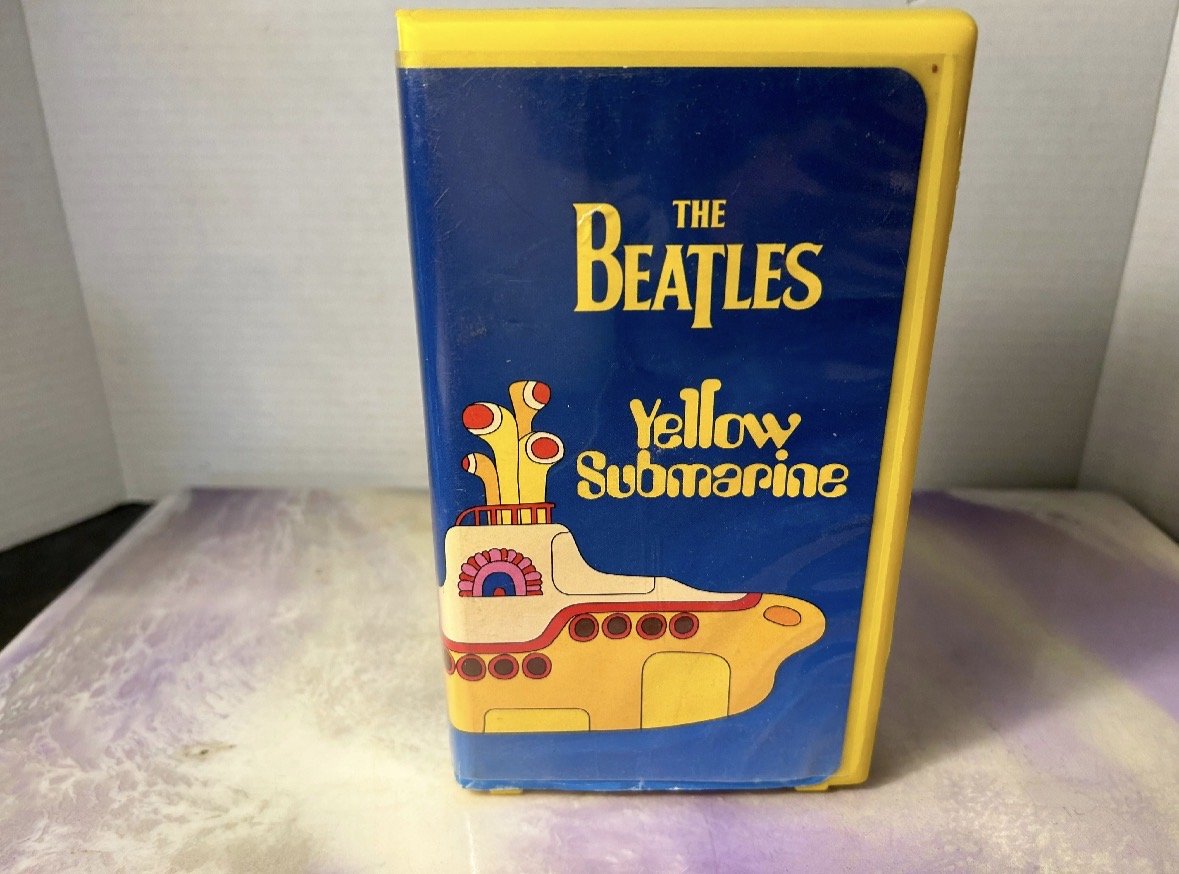 THE
BEATLES
Yellow
Submarine